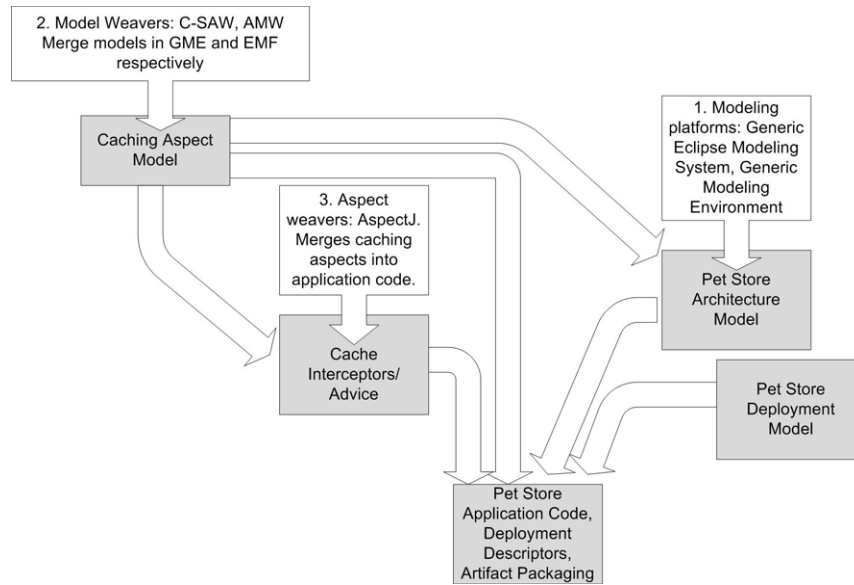 2. Model Weavers: C-SAW, AMW
Merge models in GME and EMF
respectively
Caching Aspect
Model
1. Modeling
platforms: Generic
Eclipse Modeling
System, Generic
Modeling
Environment
3. Aspect
weavers: AspectJ.
Merges caching
aspects into
application code.
Pet Store
Architecture
Model
Cache
Interceptors/
Advice
Pet Store
Deployment
Model
Pet Store
Application Code,
Deployment
Descriptors,
Artifact Packaging